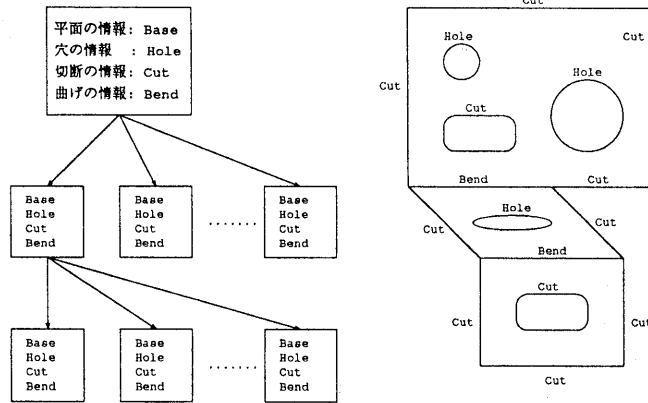 平面の情報: Base
穴の情報 : Hole
切断の情報: Cut
曲げの情報: Bend
Base
Hole
Cut
Bend
Base
Hole
Cut
Bend
.......
Base
Hole
Cut
Bend
Base
Hole
Cut
Bend
Base
Hole
Cut
Bend
.......
Base
Hole
Cut
Bend
Cut
Hole
Cut
Cut
Hole
Cut
Bend
Cut
Hole
Cut
Cut
Bend
Cut
Cut
Cut
Cut